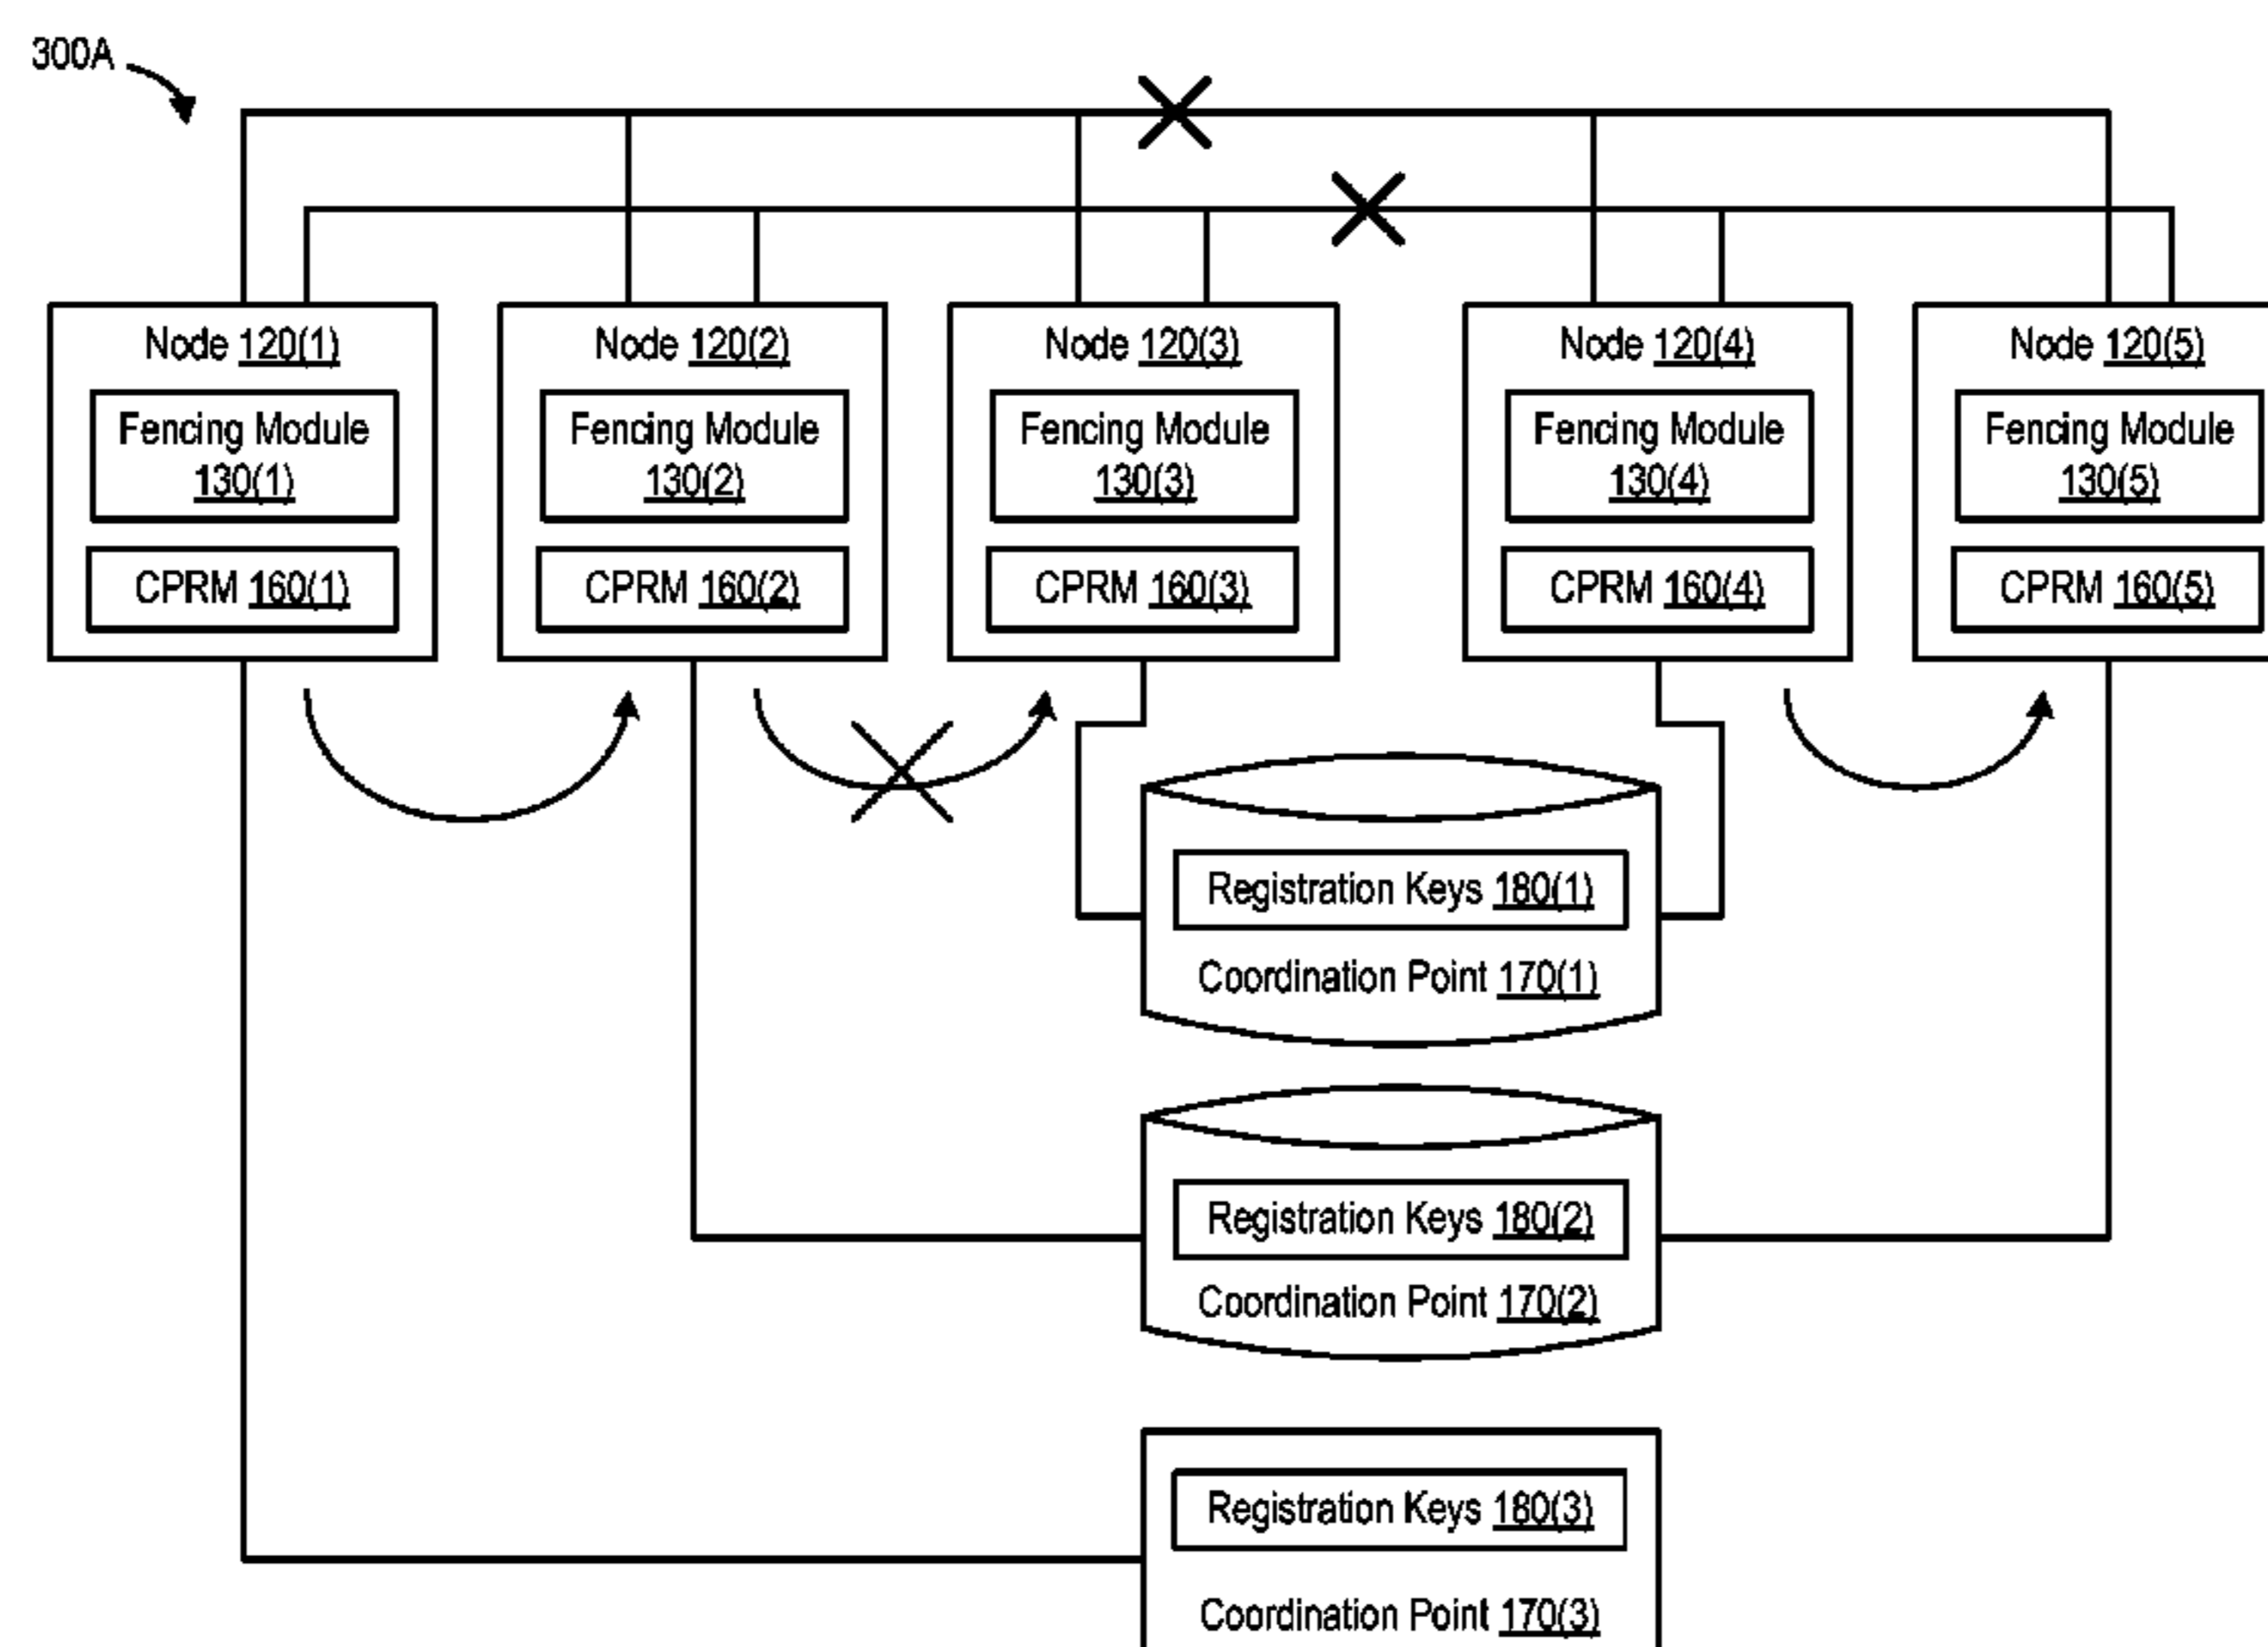 300A
Node 120(1)
Fencing Module
130(1)
CPRM 160(1)
Node 120(2)
Fencing Module
130(2)
CPRM 160(2)
Node 120(3)
Fencing Module
130(3)
CPRM 160(3)
Node 120(4)
Fencing Module
130(4)
CPRM 160(4)
Node 120(5)
Fencing Module
130(5)
CPRM 160(5)
Registration Keys 180(1)
Coordination Point 170(1)
Registration Keys 180(2)
Coordination Point 170(2)
Registration Keys 180(3)
Coordination Point 170(3)